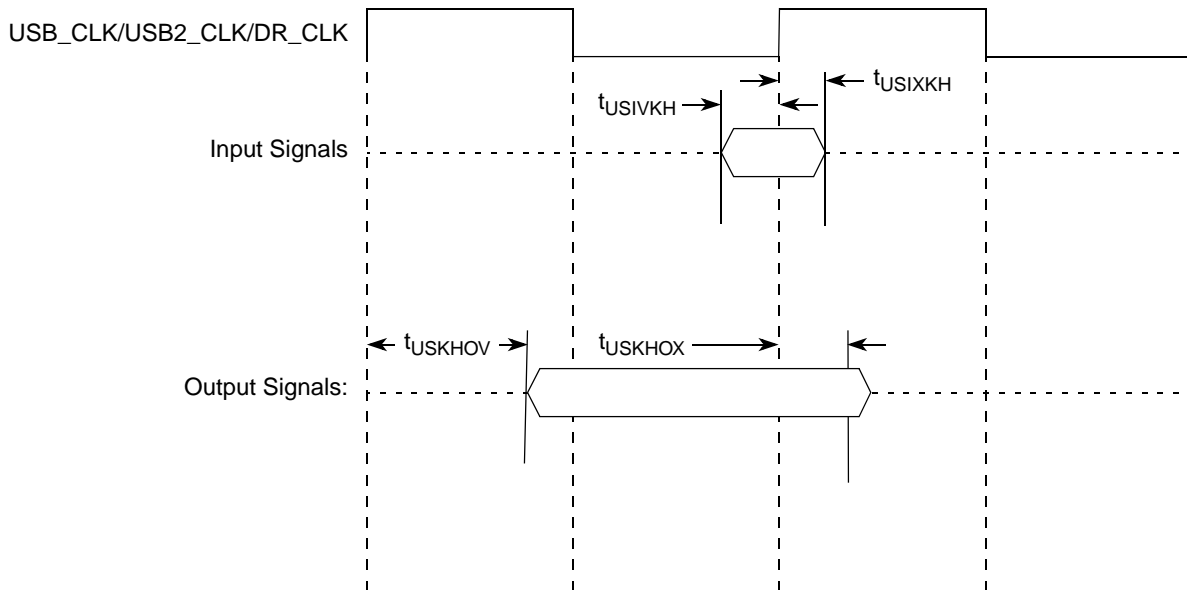 USB_CLK/USB2_CLK/DR_CLK
tUSIXKH
tUSIVKH
Input Signals
tUSKHOV
tUSKHOX
Output Signals: